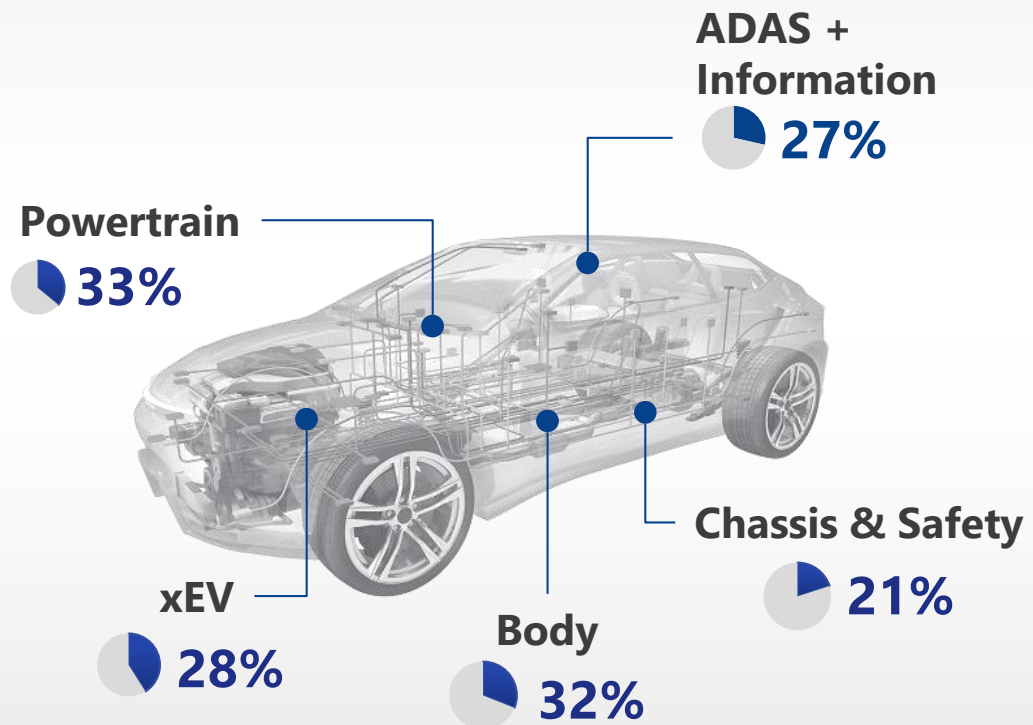 ADAS +
Information
27%
Powertrain
33%
Chassis & Safety
21%
xEV
28%
Body
32%